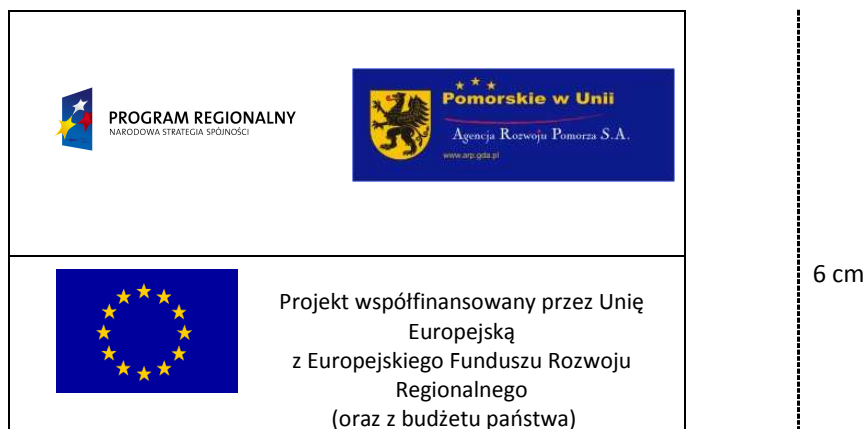 PROGRAM REGIONALNY
NARODOWA STRATEGIA SPÓJNOŚCI
Pomorskie w Unii
Agencja Rozwoju Pomorza S.A.
www.arp.gda.pl
6 cm
Projekt współfinansowany przez Unię
Europejską
z Europejskiego Funduszu Rozwoju
Regionalnego
(oraz z budżetu państwa)